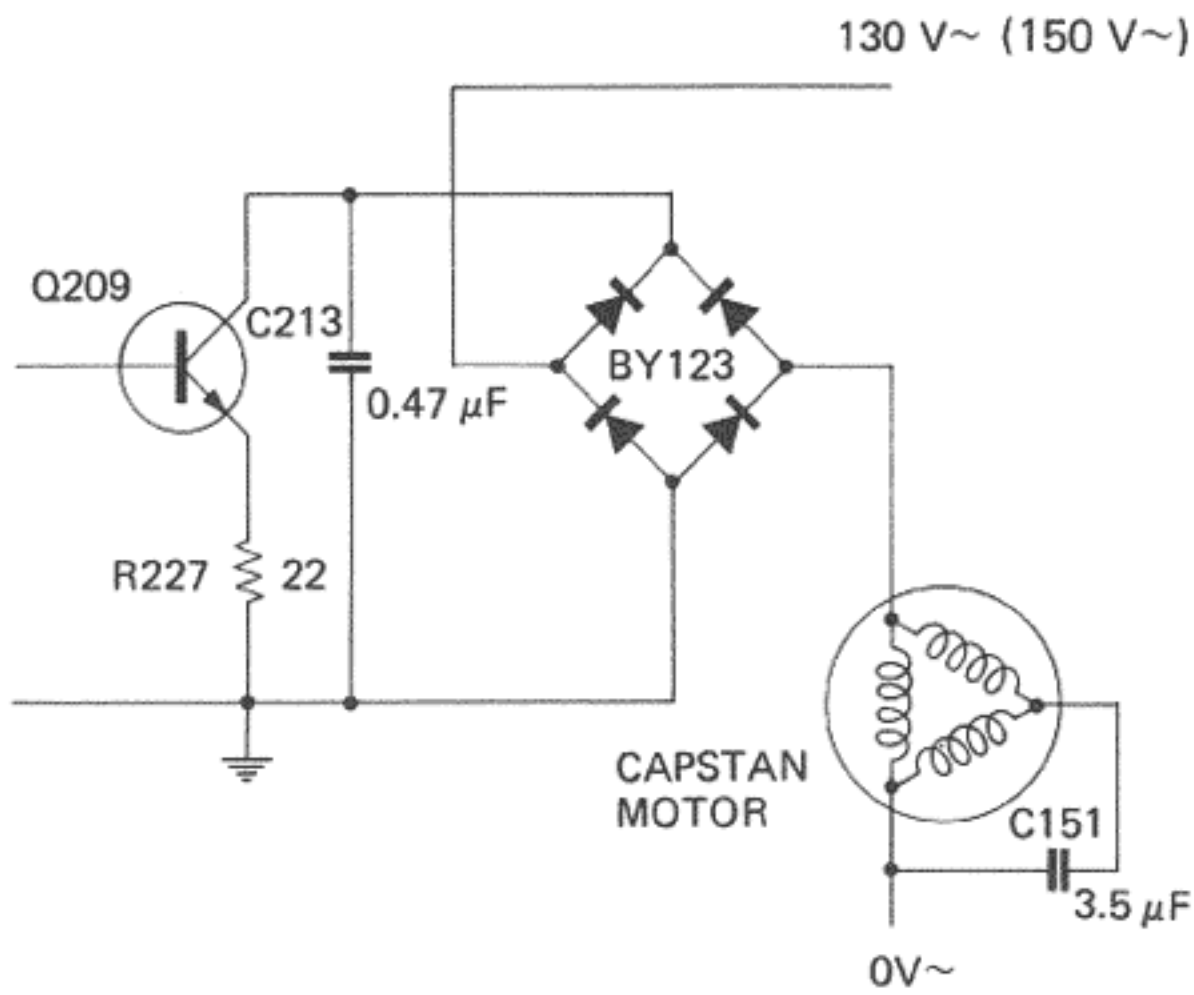 130 V~ (150 V~)
Q209
C213
BY123
0.47 µF
R227 22
CAPSTAN
MOTOR
C151
3.5 µF
0V~